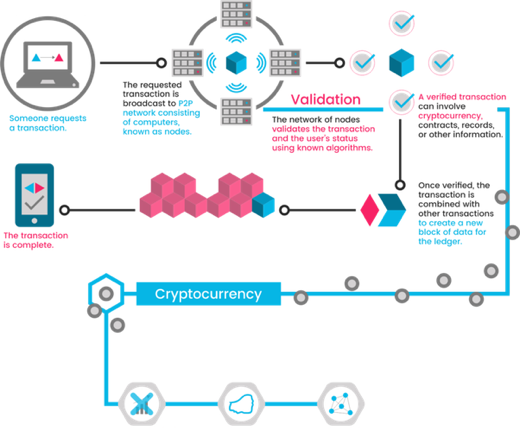 Someone requests
a transaction.
The requested
transaction is
broadcast to P2P
network consisting
of computers,
known as nodes.
Validation
The network of nodes
validates the transaction
and the user's status
using known algorithms.
A verified transaction
can involve
cryptocurrency,
contracts, records,
or other information.
Once verified, the
transaction is
combined with
other transactions
to create a new
block of data for
the ledger.
The transaction
is complete.
Cryptocurrency